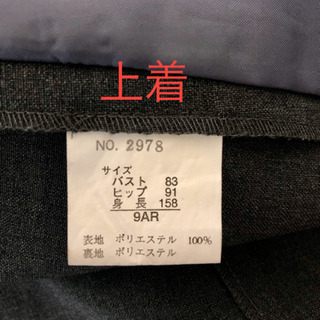 上着
NO. 2978
サイズ
バスト 83
ヒップ 91
身長 158
9AR
表地 ポリエステル 100%
裏地 ポリエステル